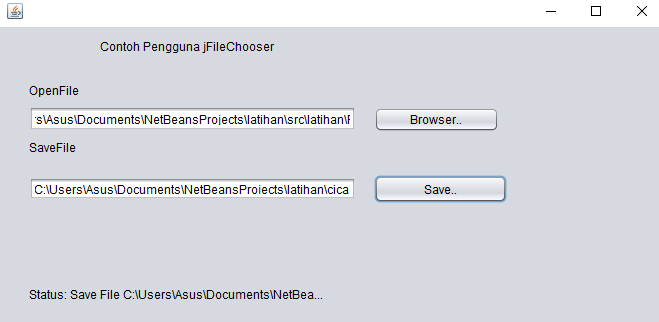 Contoh Pengguna jFileChooser
OpenFile
s\Asus\Documents\NetBeansProjects\latihan\src\latihan\F
Browser..
SaveFile
C:\Users\Asus\Documents\NetBeansProjects\latihan\cica
Save..
Status: Save File C:\Users\Asus\Documents\NetBea...